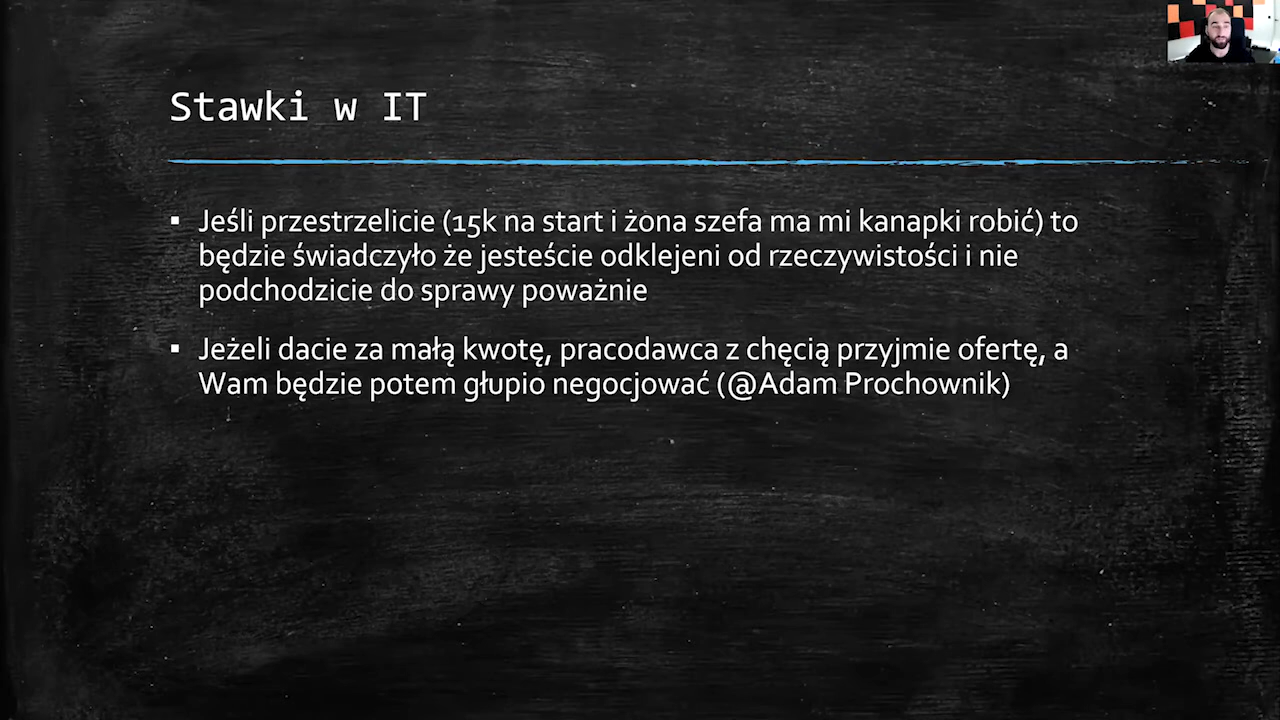 Stawki w IT
▪ Jeśli przestrzelicie (15k na start i żona szefa ma mi kanapki robić) to
będzie świadczyło że jesteście odklejeni od rzeczywistości i nie
podchodzicie do sprawy poważnie
▪ Jeżeli dacie za małą kwotę, pracodawca z chęcią przyjmie ofertę, a
Wam będzie potem głupio negocjować (@Adam Prochownik)